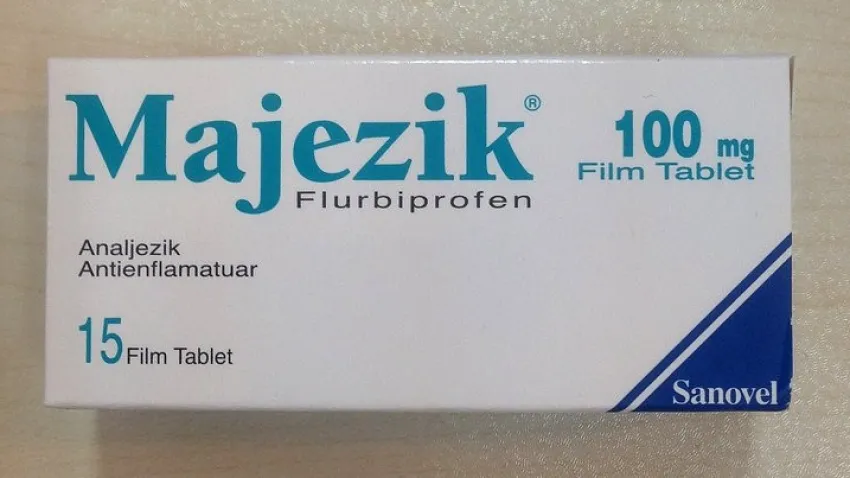 Majezik®
Flurbiprofen
100 mg
Film Tablet
Analjezik
Antienflamatuar
15 Film Tablet
Sanovel